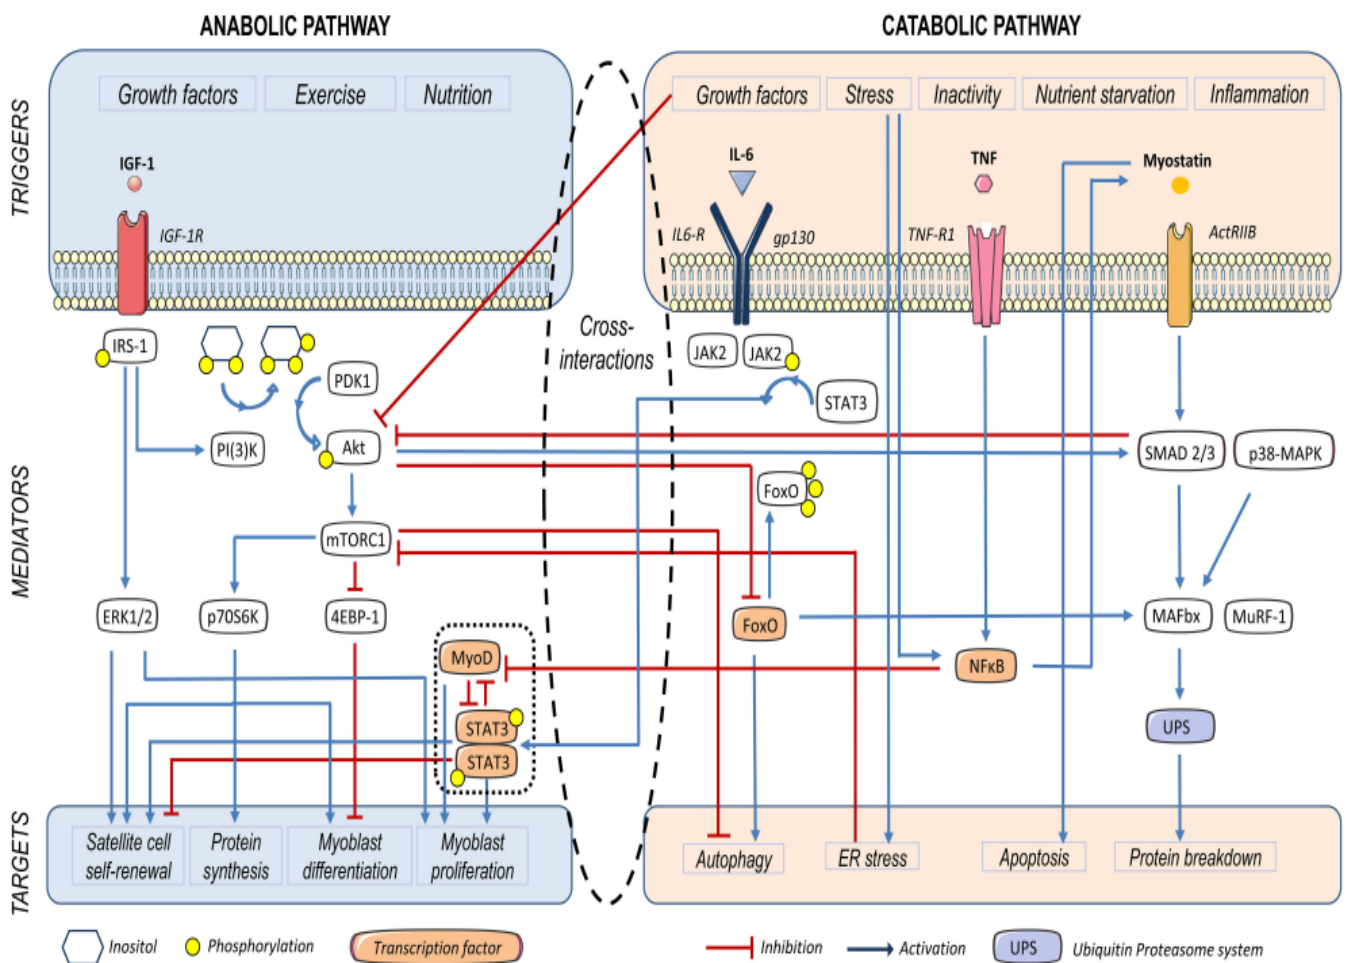 ANABOLIC PATHWAY
CATABOLIC PATHWAY
TRIGGERS
Growth factors
Exercise
Nutrition
Growth factors
Stress
Inactivity
Nutrient starvation
Inflammation
IGF-1
IL-6
TNF
Myostatin
IGF-1R
IL6-R
gp130
TNF-R1
ActRIIB
Cross-
interactions
MEDIATORS
IRS-1
PDK1
JAK2
JAK2
STAT3
PI(3)K
Akt
SMAD 2/3
p38-MAPK
FoxO
mTORC1
ERK1/2
p70S6K
4EBP-1
FoxO
MAFbx
MuRF-1
MyoD
NFκB
STAT3
STAT3
UPS
TARGETS
Satellite cell
self-renewal
Protein
synthesis
Myoblast
differentiation
Myoblast
proliferation
Autophagy
ER stress
Apoptosis
Protein breakdown
Inositol
Phosphorylation
Transcription factor
Inhibition
Activation
UPS
Ubiquitin Proteasome system